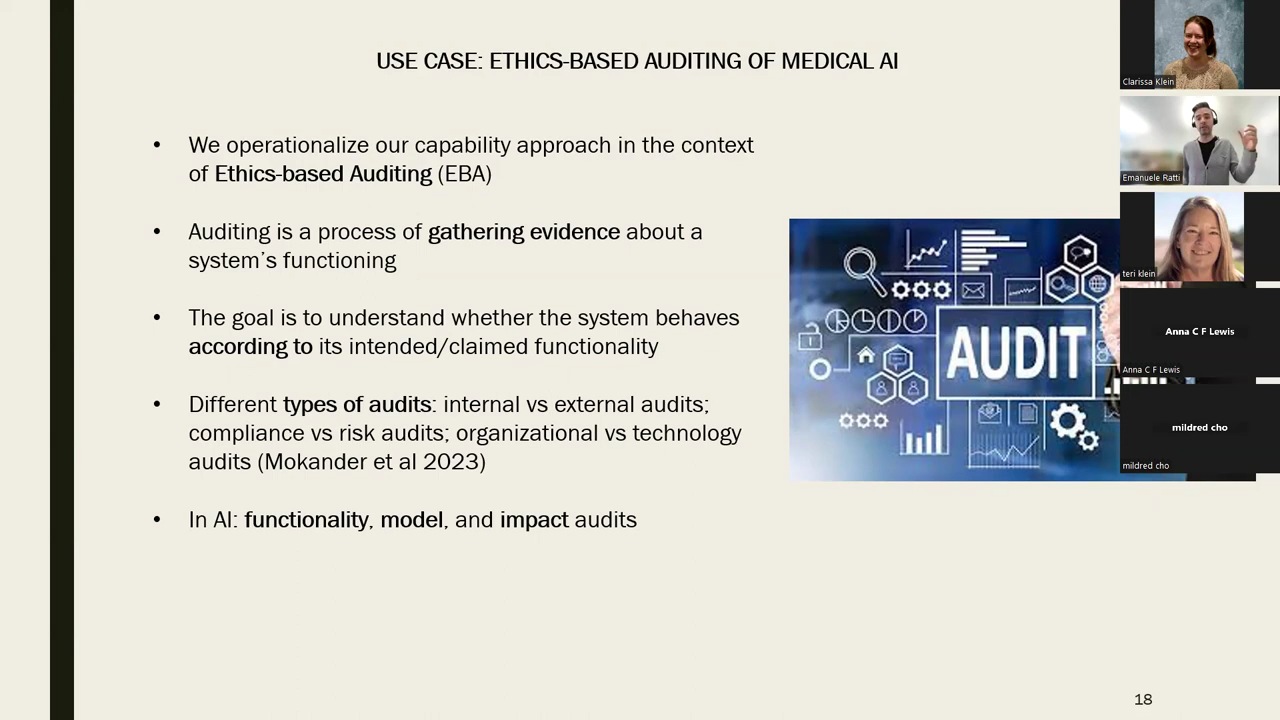 USE CASE: ETHICS-BASED AUDITING OF MEDICAL AI
• We operationalize our capability approach in the context
of Ethics-based Auditing (EBA)
• Auditing is a process of gathering evidence about a
system’s functioning
• The goal is to understand whether the system behaves
according to its intended/claimed functionality
• Different types of audits: internal vs external audits;
compliance vs risk audits; organizational vs technology
audits (Mokander et al 2023)
• In AI: functionality, model, and impact audits
AUDIT
Clarissa Klein
Emanuele Ratti
teri klein
Anna C F Lewis
Anna C F Lewis
mildred cho
mildred cho
18